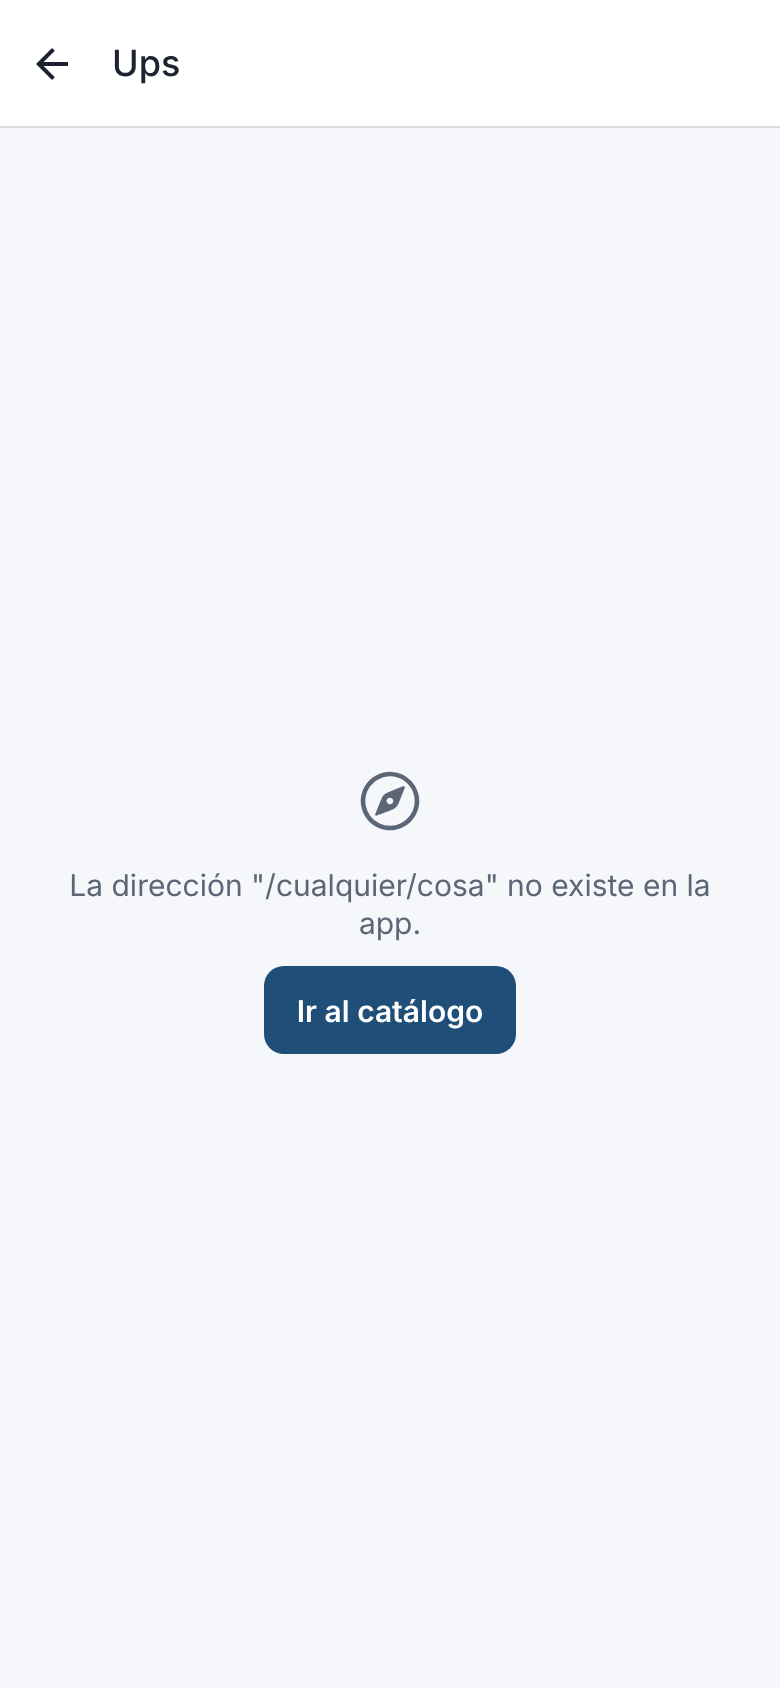 Ups
La dirección "/cualquier/cosa" no existe en la
app.
Ir al catálogo